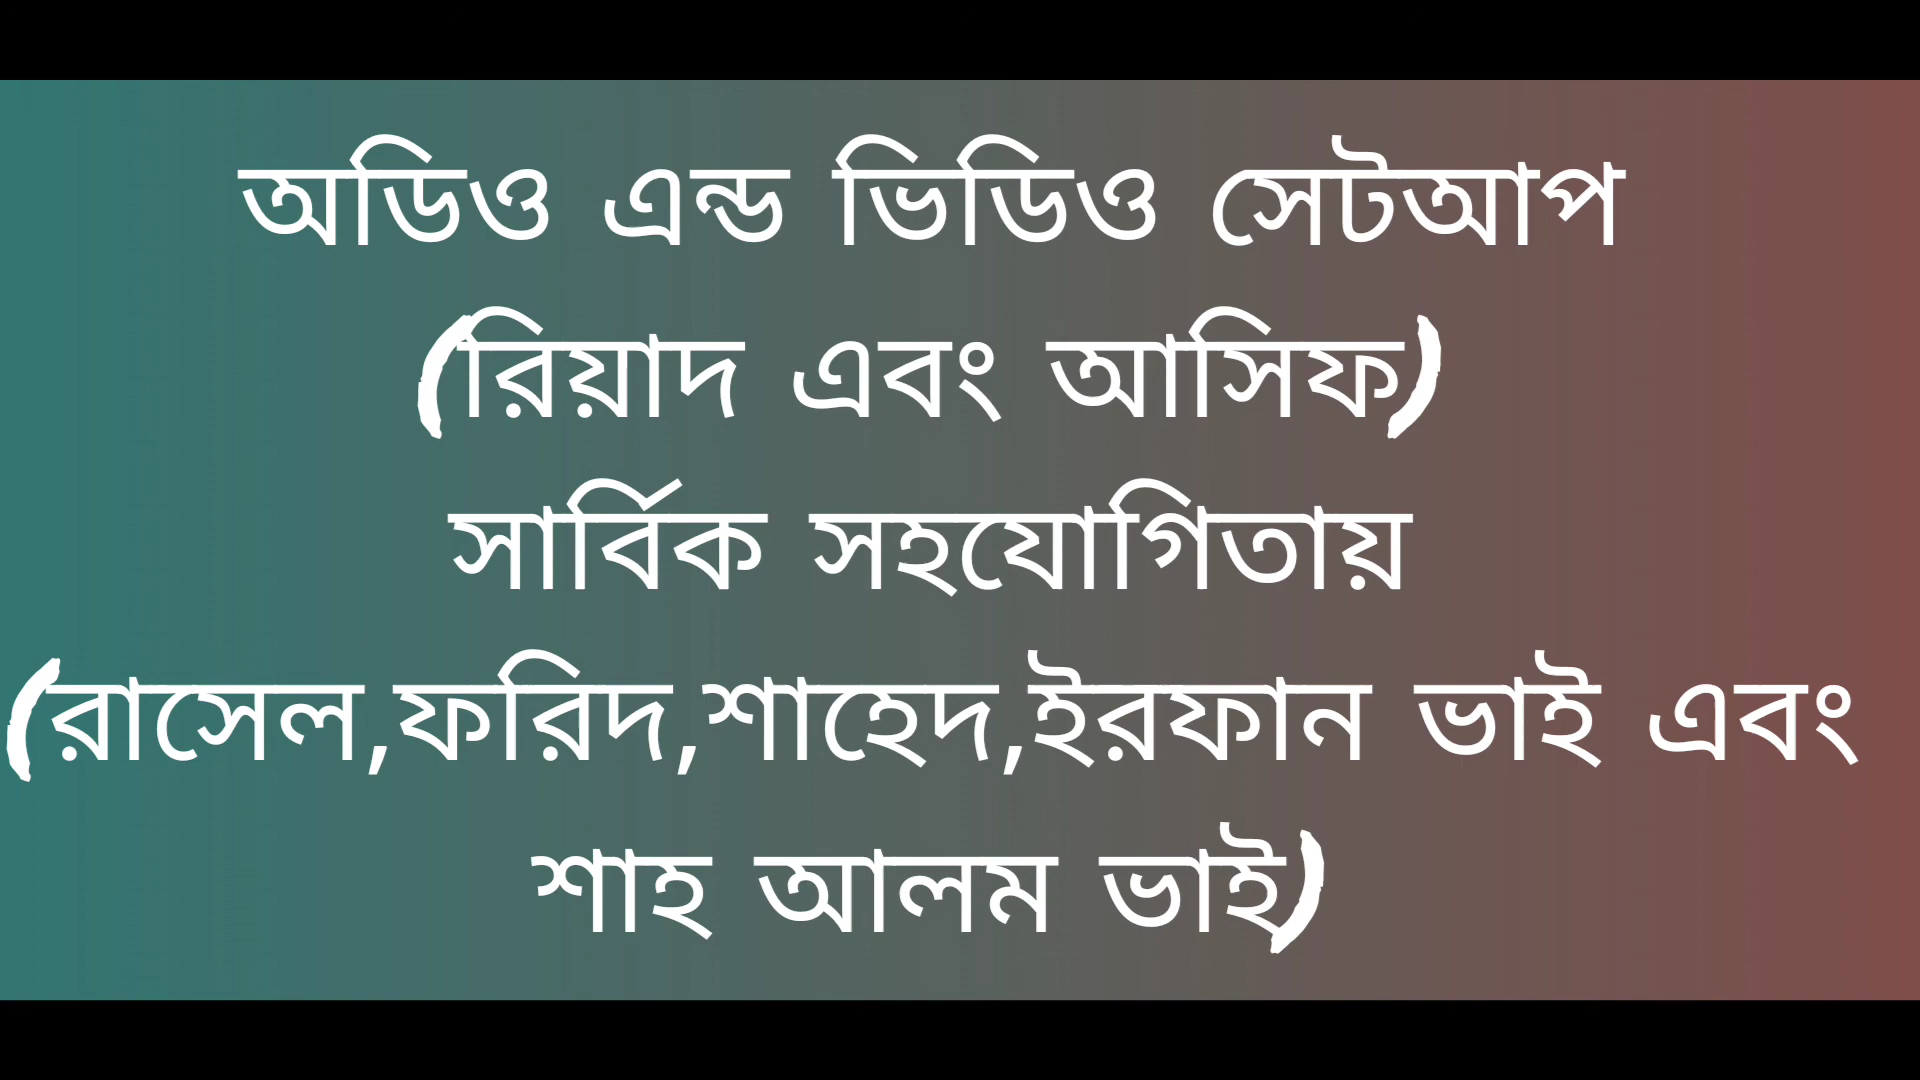 অডিও এন্ড ভিডিও সেটআপ
(রিয়াদ এবং আসিফ)
সার্বিক সহযোগিতায়
(রাসেল,ফরিদ,শাহেদ,ইরফান ভাই এবং
শাহ আলম ভাই)